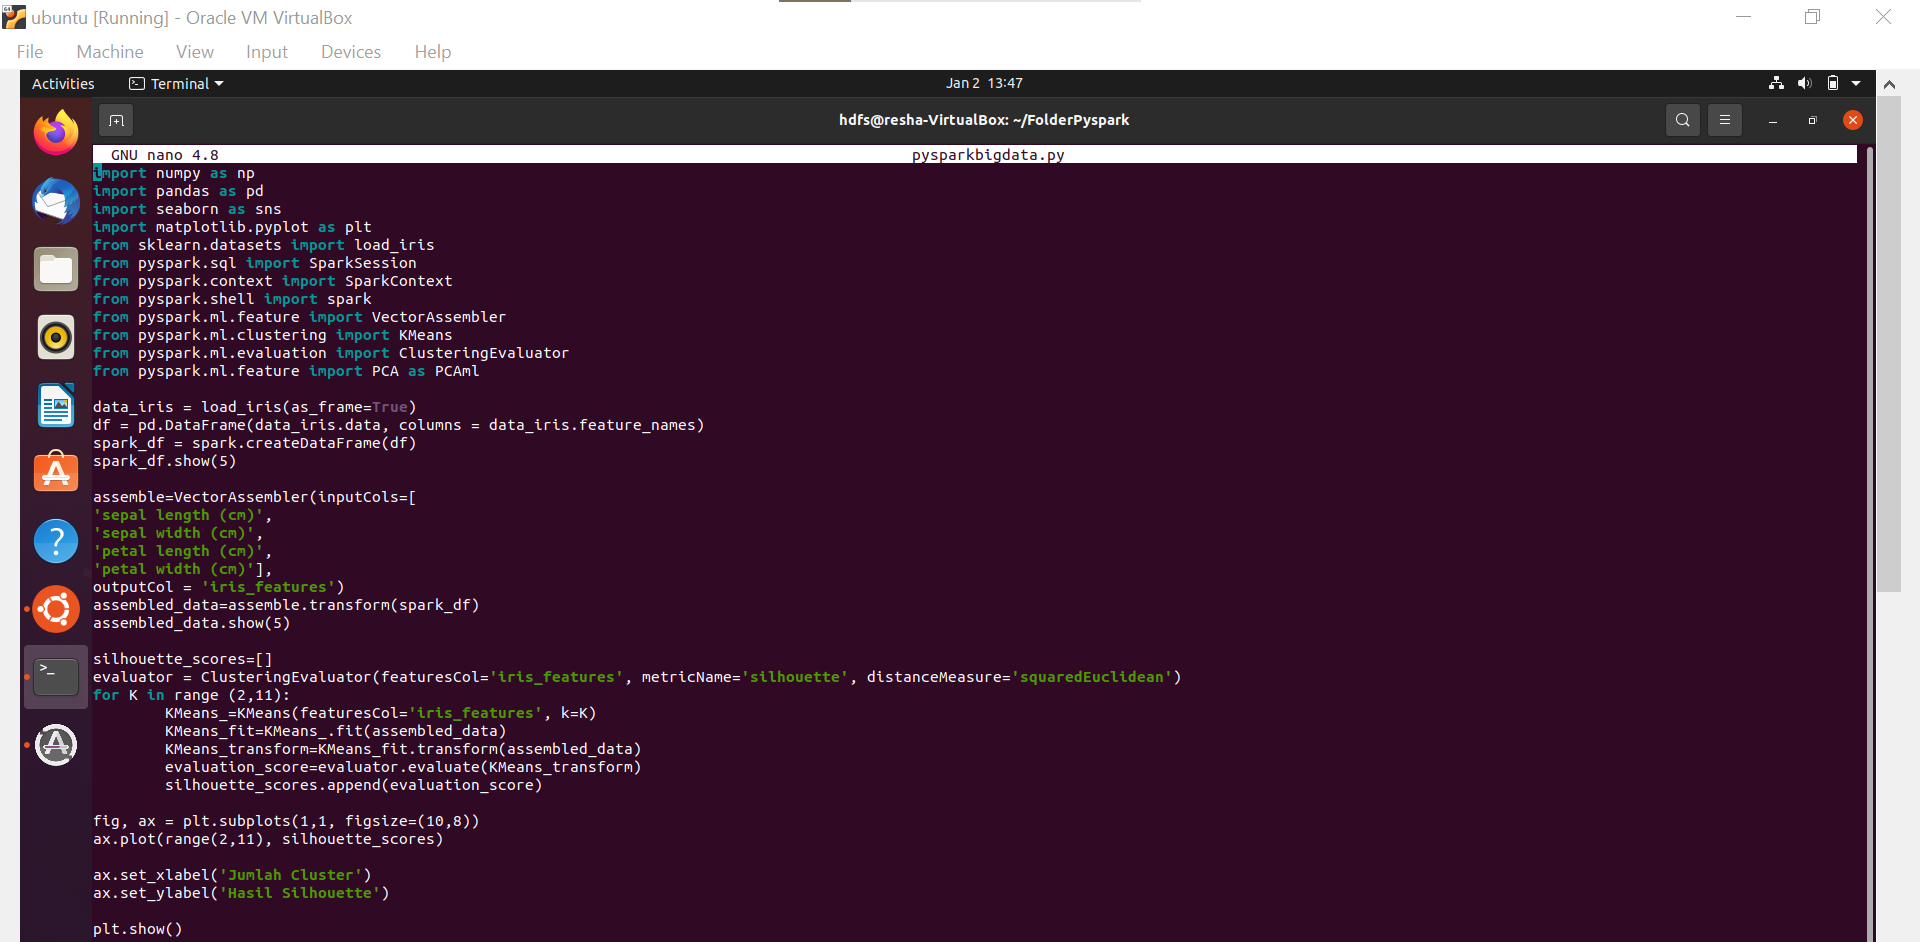 ubuntu [Running] - Oracle VM VirtualBox
File Machine View Input Devices Help
Activities Terminal Jan 2 13:47
hdfs@resha-VirtualBox: ~/FolderPyspark
GNU nano 4.8 pysparkbigdata.py
import numpy as np
import pandas as pd
import seaborn as sns
import matplotlib.pyplot as plt
from sklearn.datasets import load_iris
from pyspark.sql import SparkSession
from pyspark.context import SparkContext
from pyspark.shell import spark
from pyspark.ml.feature import VectorAssembler
from pyspark.ml.clustering import KMeans
from pyspark.ml.evaluation import ClusteringEvaluator
from pyspark.ml.feature import PCA as PCAml
data_iris = load_iris(as_frame=True)
df = pd.DataFrame(data_iris.data, columns = data_iris.feature_names)
spark_df = spark.createDataFrame(df)
spark_df.show(5)
assemble=VectorAssembler(inputCols=[
'sepal length (cm)',
'sepal width (cm)',
'petal length (cm)',
'petal width (cm)'],
outputCol = 'iris_features')
assembled_data=assemble.transform(spark_df)
assembled_data.show(5)
silhouette_scores=[]
evaluator = ClusteringEvaluator(featuresCol='iris_features', metricName='silhouette', distanceMeasure='squaredEuclidean')
for K in range (2,11):
        KMeans_=KMeans(featuresCol='iris_features', k=K)
        KMeans_fit=KMeans_.fit(assembled_data)
        KMeans_transform=KMeans_fit.transform(assembled_data)
        evaluation_score=evaluator.evaluate(KMeans_transform)
        silhouette_scores.append(evaluation_score)
fig, ax = plt.subplots(1,1, figsize=(10,8))
ax.plot(range(2,11), silhouette_scores)
ax.set_xlabel('Jumlah Cluster')
ax.set_ylabel('Hasil Silhouette')
plt.show()